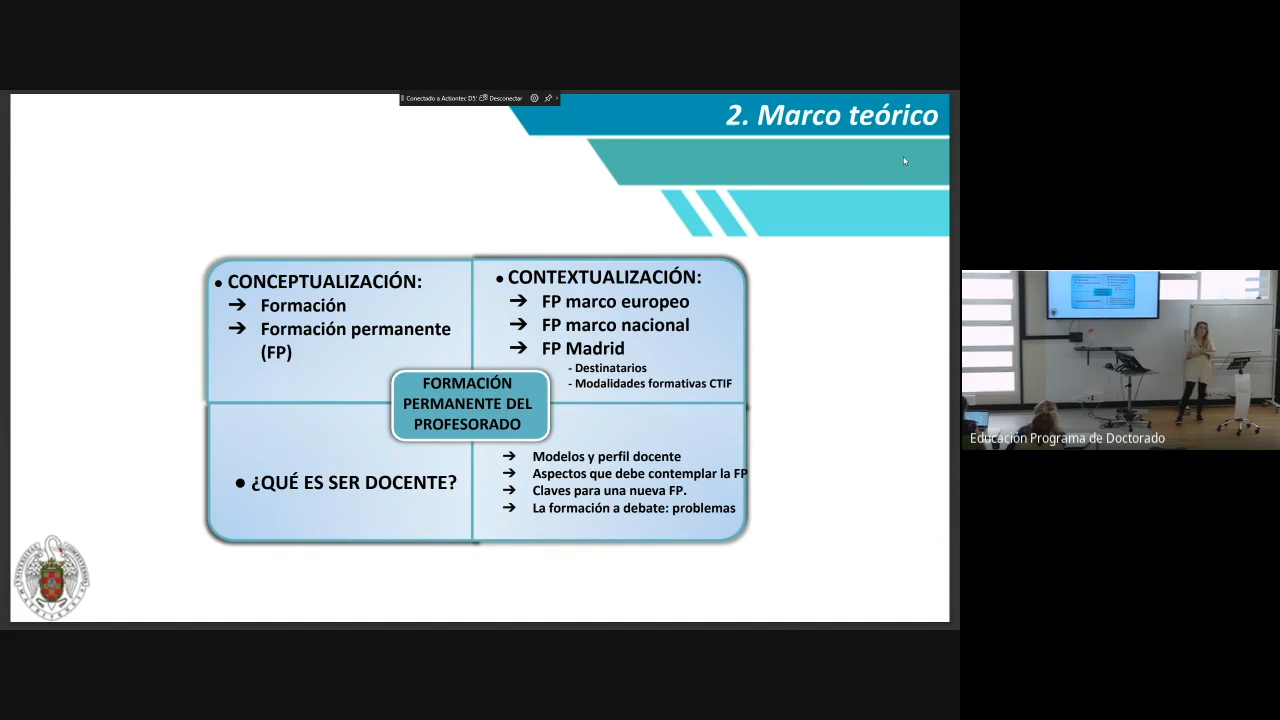 Conectado a Actiontec DS
Desconectar
2. Marco teórico
● CONCEPTUALIZACIÓN:
➔ Formación
➔ Formación permanente
(FP)
● CONTEXTUALIZACIÓN:
➔ FP marco europeo
➔ FP marco nacional
➔ FP Madrid
- Destinatarios
- Modalidades formativas CTIF
FORMACIÓN
PERMANENTE DEL
PROFESORADO
● ¿QUÉ ES SER DOCENTE?
➔ Modelos y perfil docente
➔ Aspectos que debe contemplar la FP
➔ Claves para una nueva FP.
➔ La formación a debate: problemas
Educación Programa de Doctorado